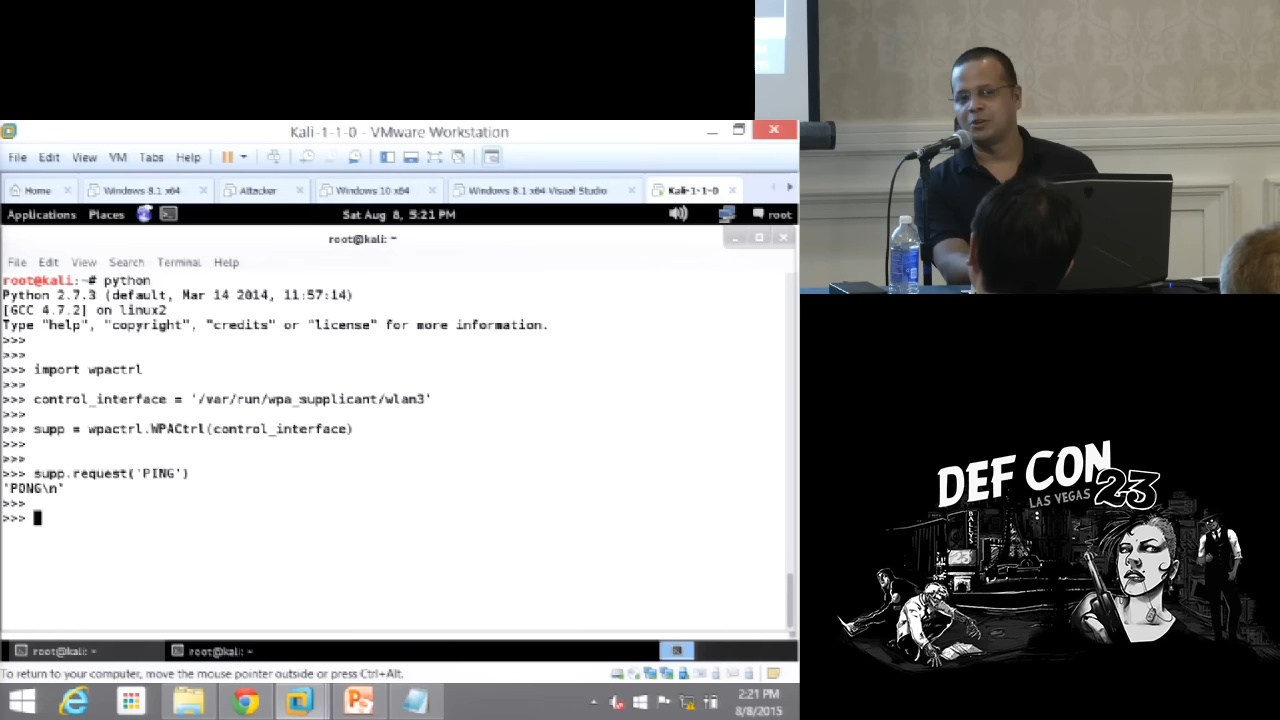 Kali-1-1-0 - VMware Workstation
File Edit View VM Tabs Help
Home Windows 8.1 x64 Attacker Windows 10 x64 Windows 8.1 x64 Visual Studio Kali-1-1-0
Applications Places Sat Aug 8, 5:21 PM root
root@kali: ~
File Edit View Search Terminal Help
root@kali:~# python
Python 2.7.3 (default, Mar 14 2014, 11:57:14)
[GCC 4.7.2] on linux2
Type "help", "copyright", "credits" or "license" for more information.
>>>
>>>
>>> import wpactrl
>>>
>>> control_interface = '/var/run/wpa_supplicant/wlan3'
>>>
>>> supp = wpactrl.WPACtrl(control_interface)
>>>
>>>
>>> supp.request('PING')
'PONG\n'
>>>
>>>
root@kali: ~ root@kali: ~
To return to your computer, move the mouse pointer outside or press Ctrl+Alt.
2:21 PM
8/8/2015
DEF CON
LAS VEGAS 23
BALLYS
23